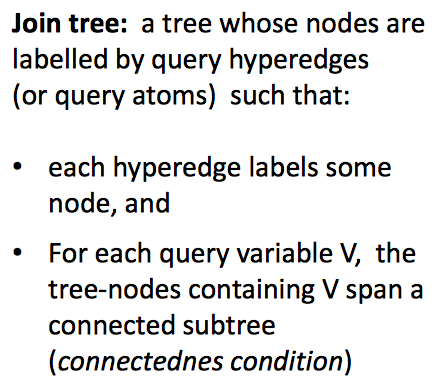 Join tree: a tree whose nodes are
labelled by query hyperedges
(or query atoms) such that:
• each hyperedge labels some
node, and
• For each query variable V, the
tree-nodes containing V span a
connected subtree
(connectednes condition)